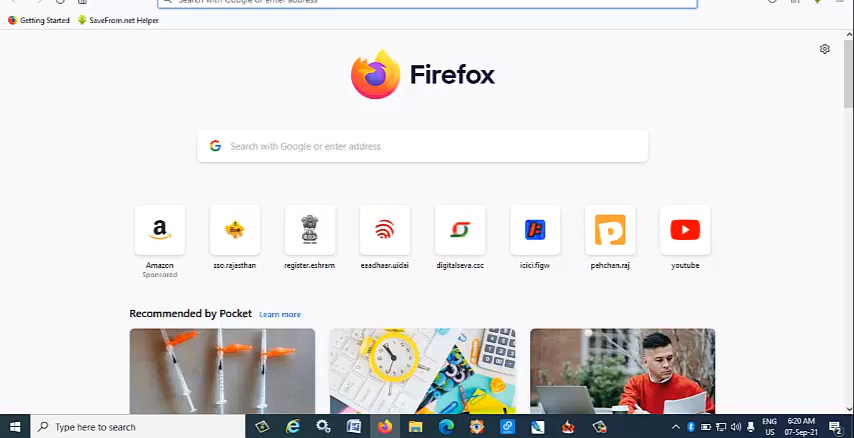 Search with Google or enter address
Getting Started SaveFrom.net Helper
Firefox
Search with Google or enter address
Amazon
Sponsored
sso.rajasthan
register.eshram
eaadhaar.uidai
digitalseva.csc
icici.figw
pehchan.raj
youtube
Recommended by Pocket Learn more
Type here to search
ENG
US
6:20 AM
07-Sep-21
2